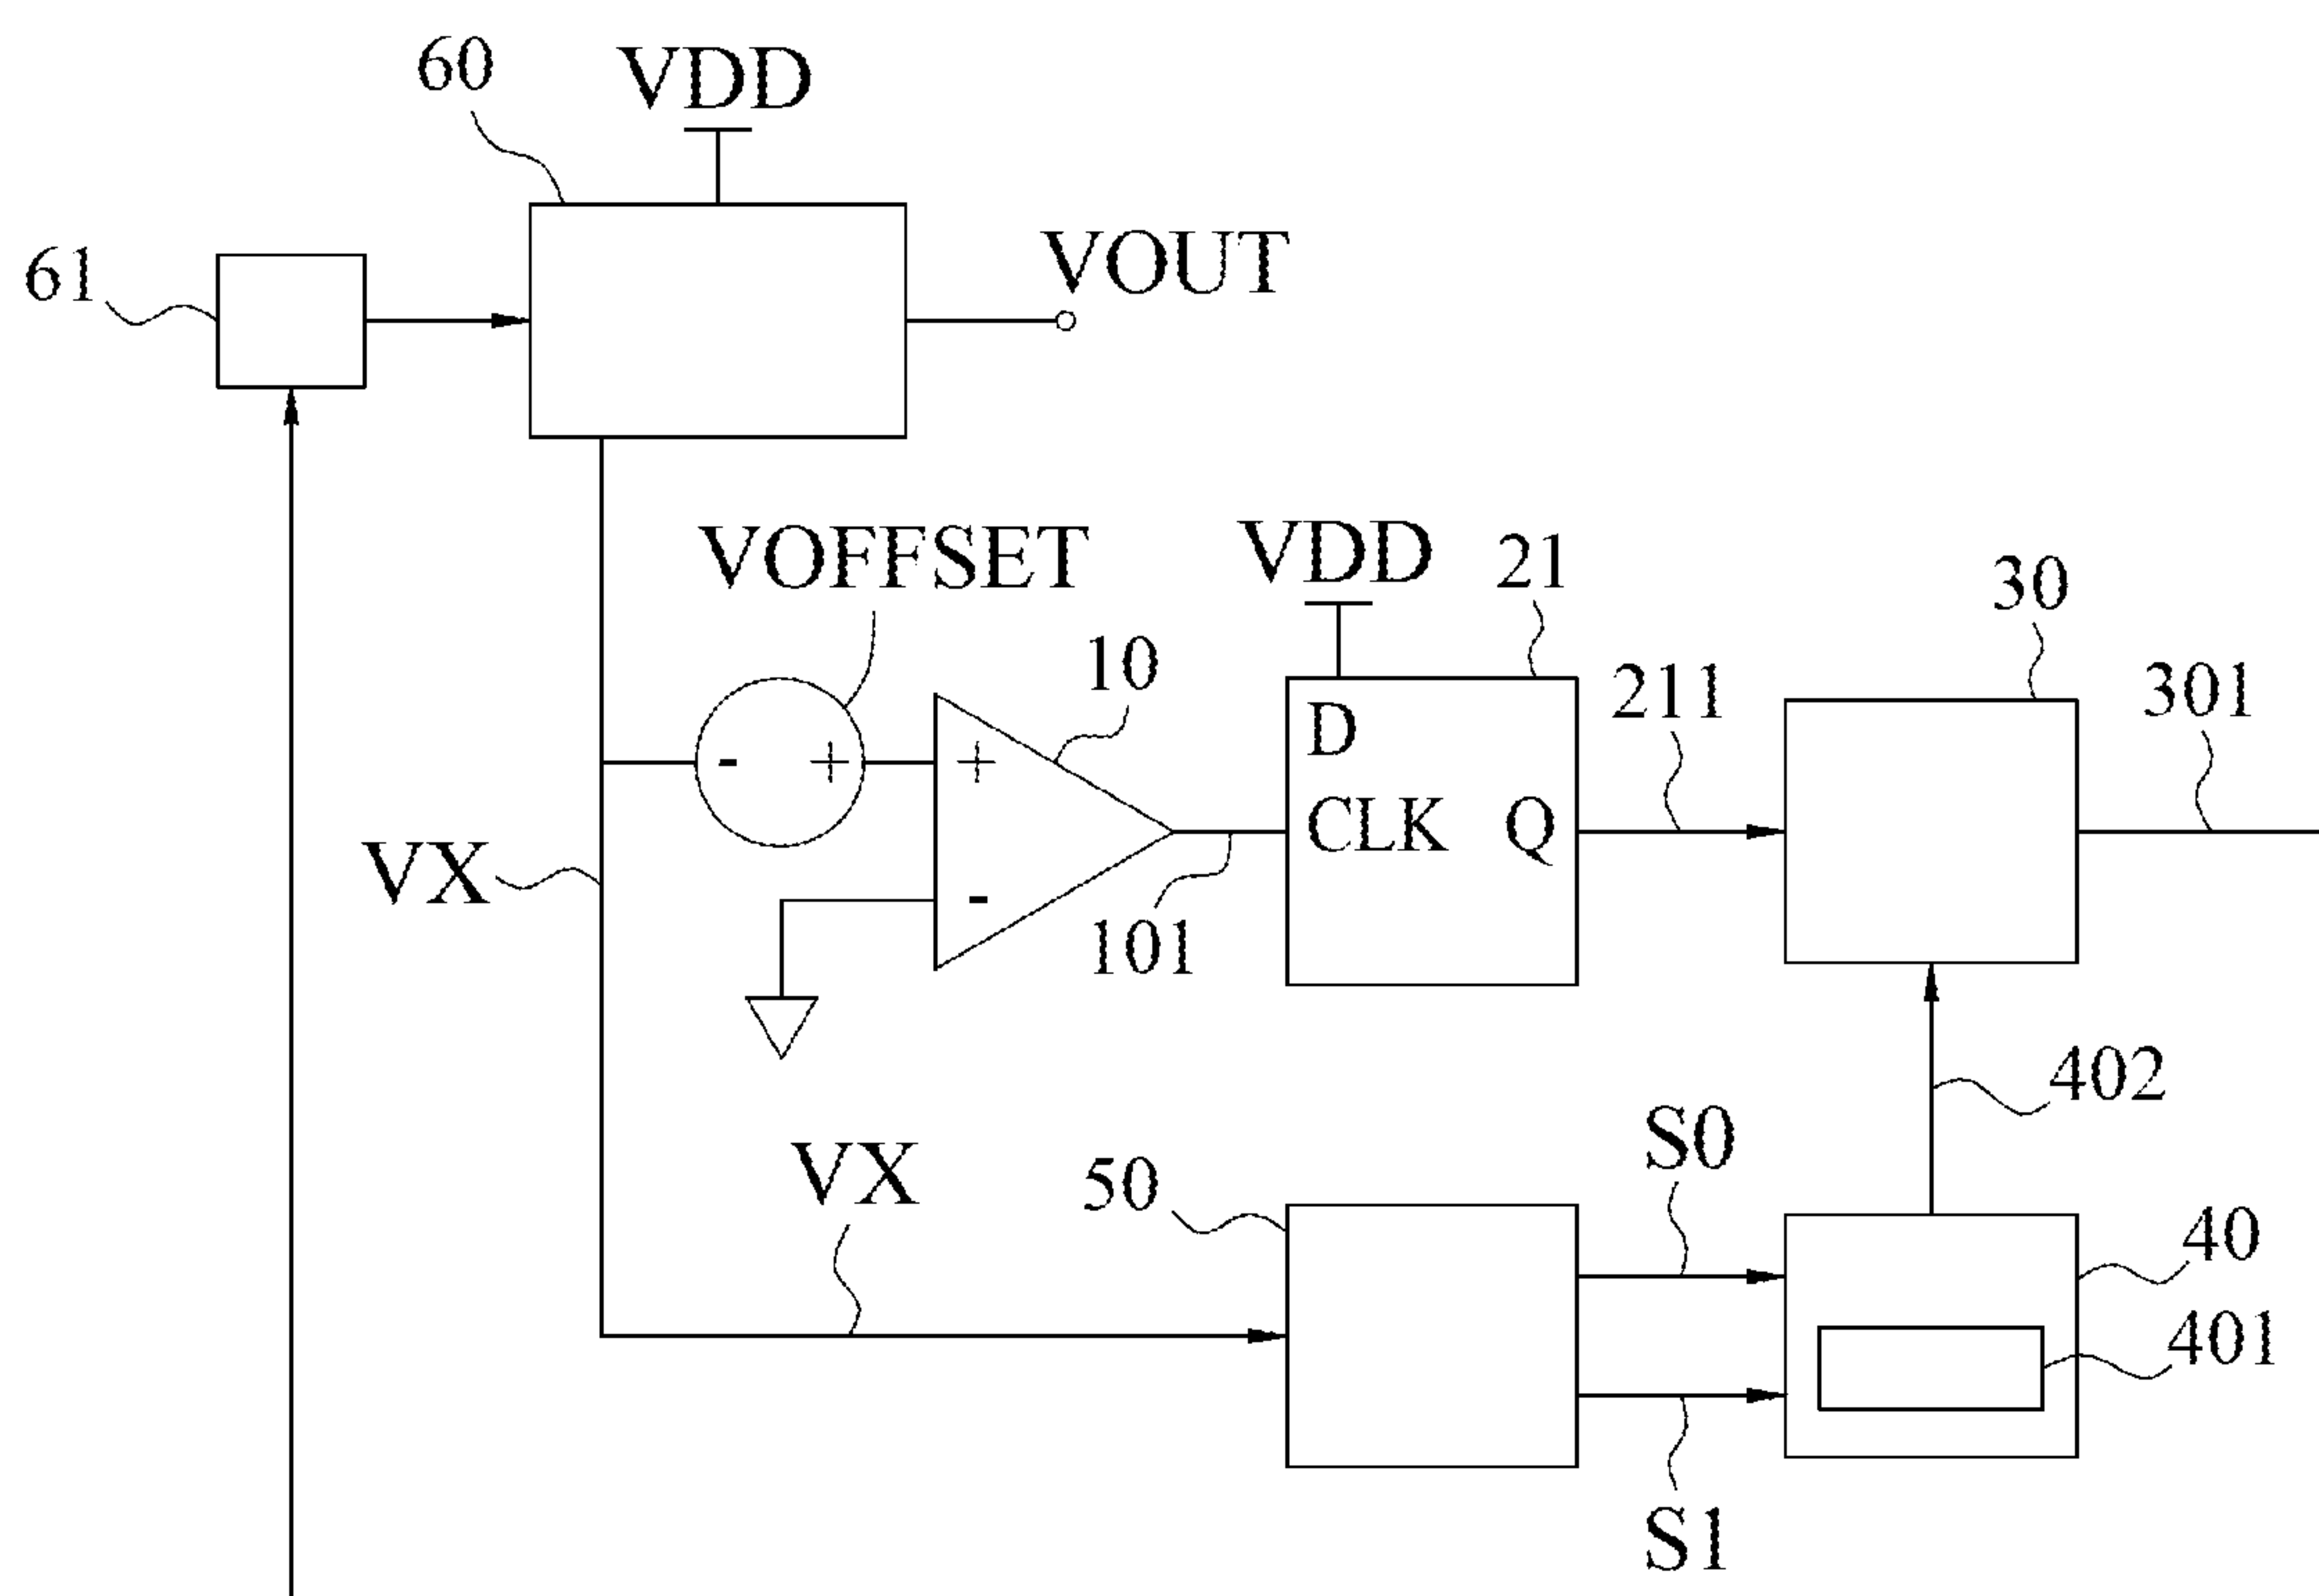 60
VDD
61
VOUT
VOFFSET
VDD
21
30
10
211
301
- +
+
D
CLK
Q
VX
-
101
402
S0
VX
50
40
401
S1